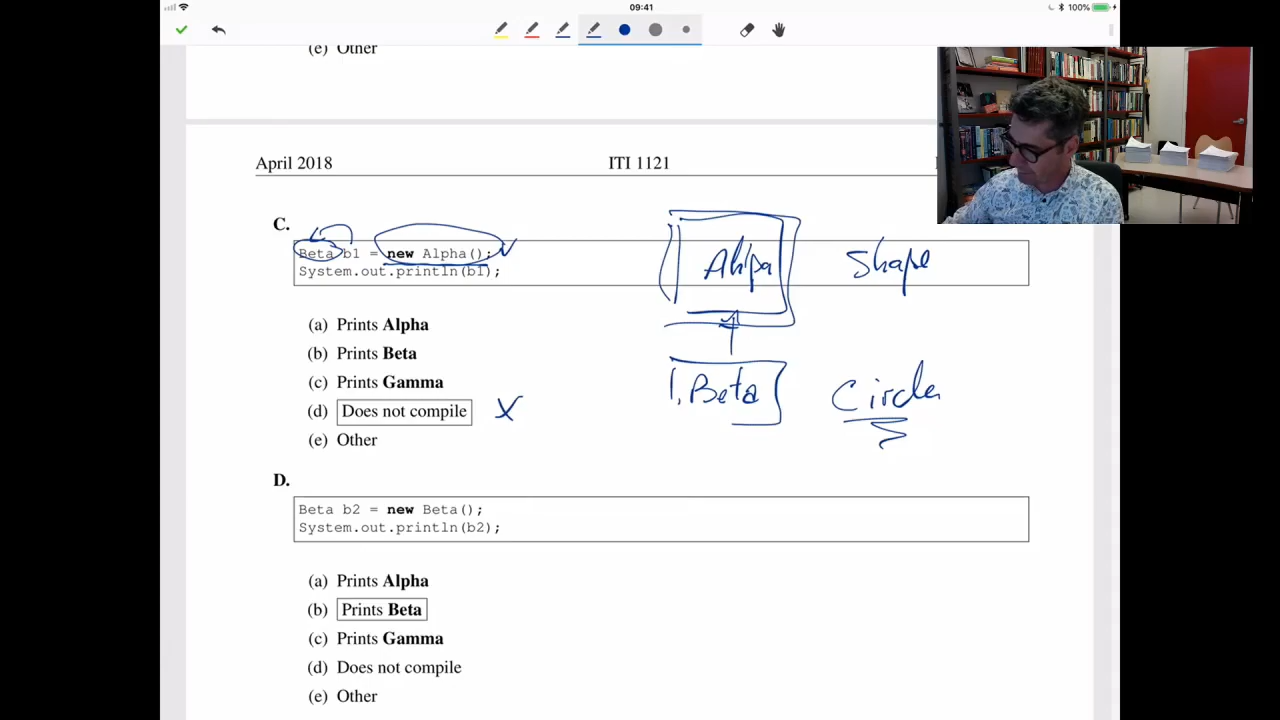 09:41
100%
(e) Other
April 2018 ITI 1121
C.
Beta b1 = new Alpha();
System.out.println(b1);
(a) Prints Alpha
(b) Prints Beta
(c) Prints Gamma
(d) Does not compile X
(e) Other
Alpha Shape
1. Beta Circle
D.
Beta b2 = new Beta();
System.out.println(b2);
(a) Prints Alpha
(b) Prints Beta
(c) Prints Gamma
(d) Does not compile
(e) Other